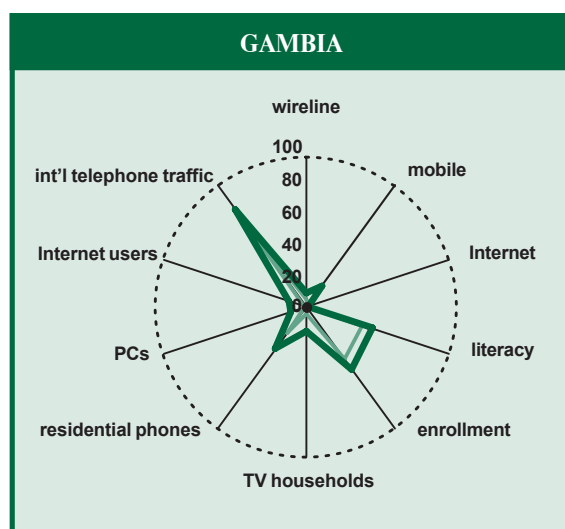 GAMBIA
wireline
100
80
60
40
20
0
mobile
int'l telephone traffic
Internet users
Internet
PCs
literacy
residential phones
enrollment
TV households